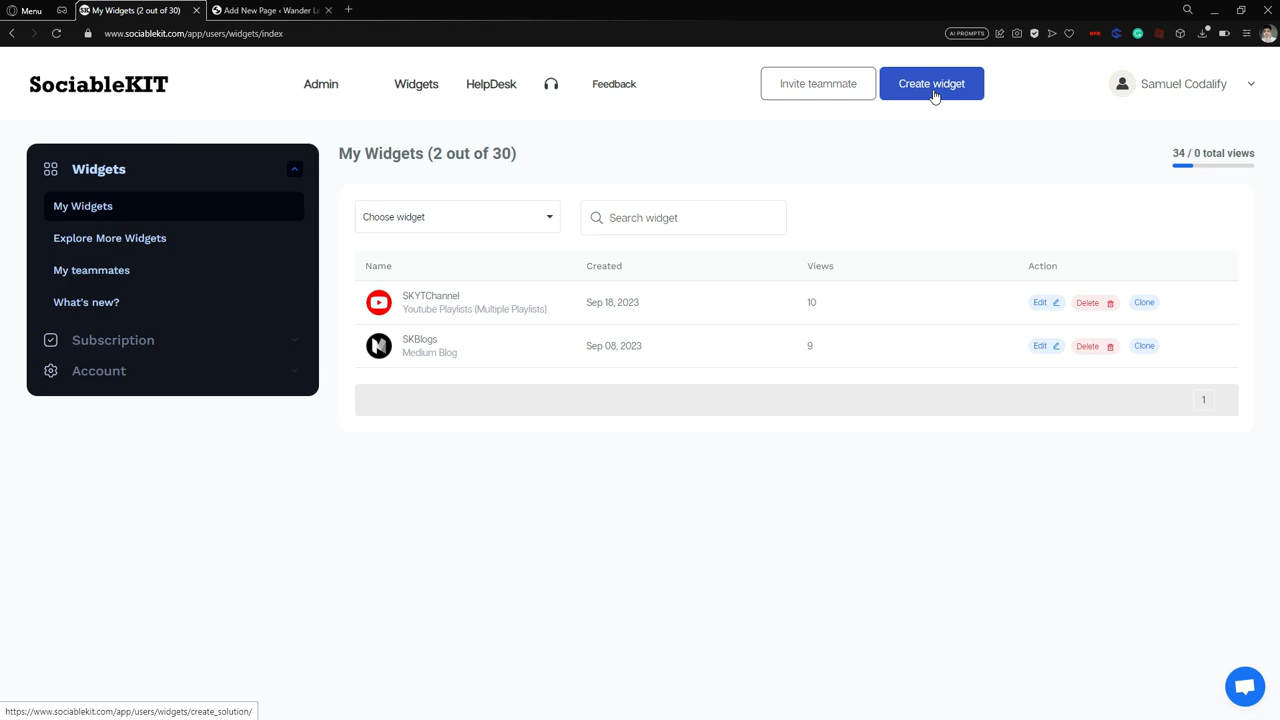 Menu
My Widgets (2 out of 30)
Add New Page ‹ Wander L
www.sociablekit.com/app/users/widgets/index
AI PROMPTS
SociableKIT
Admin
Widgets
HelpDesk
Feedback
Invite teammate
Create widget
Samuel Codalify
Widgets
My Widgets
Explore More Widgets
My teammates
What's new?
Subscription
Account
My Widgets (2 out of 30)
34 / 0 total views
Choose widget
Search widget
Name Created Views Action
SKYTChannel
Youtube Playlists (Multiple Playlists)
Sep 18, 2023
10
Edit Delete Clone
SKBlogs
Medium Blog
Sep 08, 2023
9
Edit Delete Clone
1
https://www.sociablekit.com/app/users/widgets/create_solution/